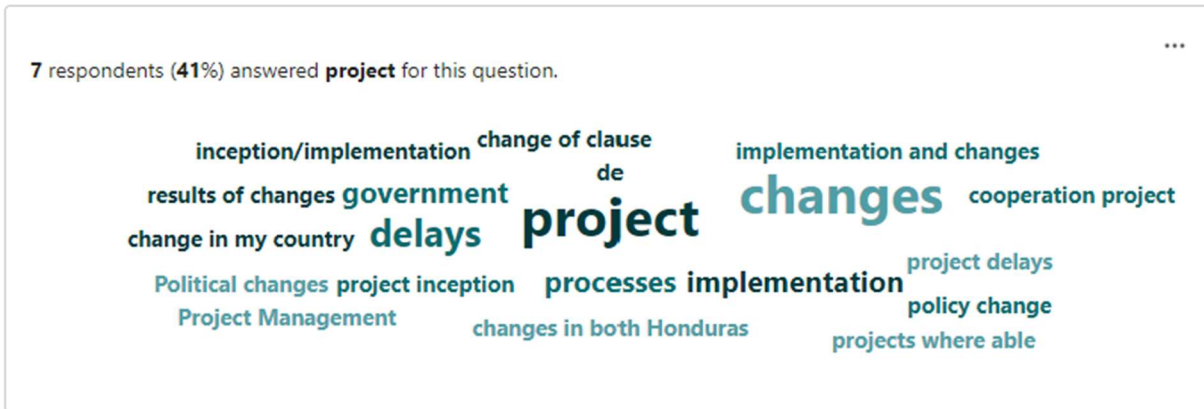 ...
7 respondents (41%) answered project for this question.
inception/implementation change of clause implementation and changes
de
results of changes government project changes cooperation project
change in my country delays
project delays
Political changes project inception processes implementation
policy change
Project Management changes in both Honduras projects where able